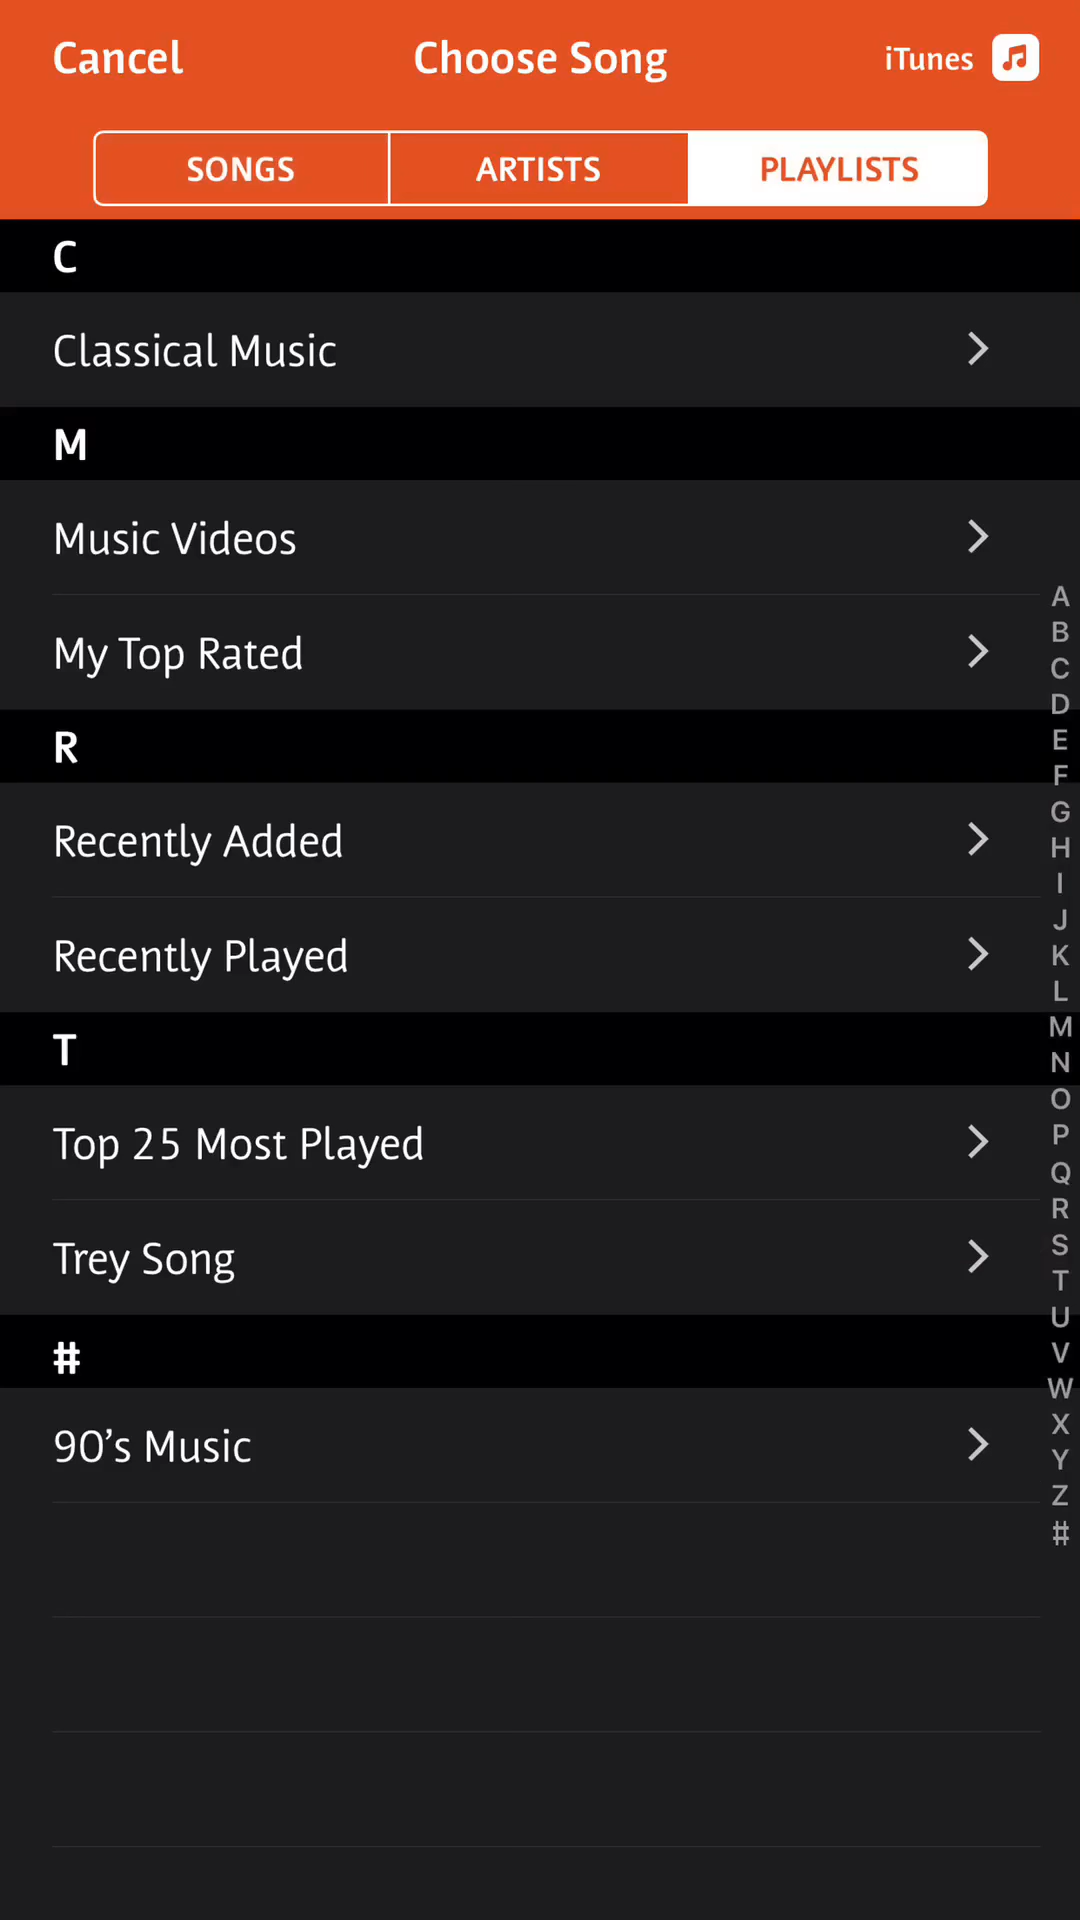 Cancel Choose Song iTunes
SONGS ARTISTS PLAYLISTS
C
Classical Music
M
Music Videos
My Top Rated
R
Recently Added
Recently Played
T
Top 25 Most Played
Trey Song
#
90’s Music
A
B
C
D
E
F
G
H
I
J
K
L
M
N
O
P
Q
R
S
T
U
V
W
X
Y
Z
#